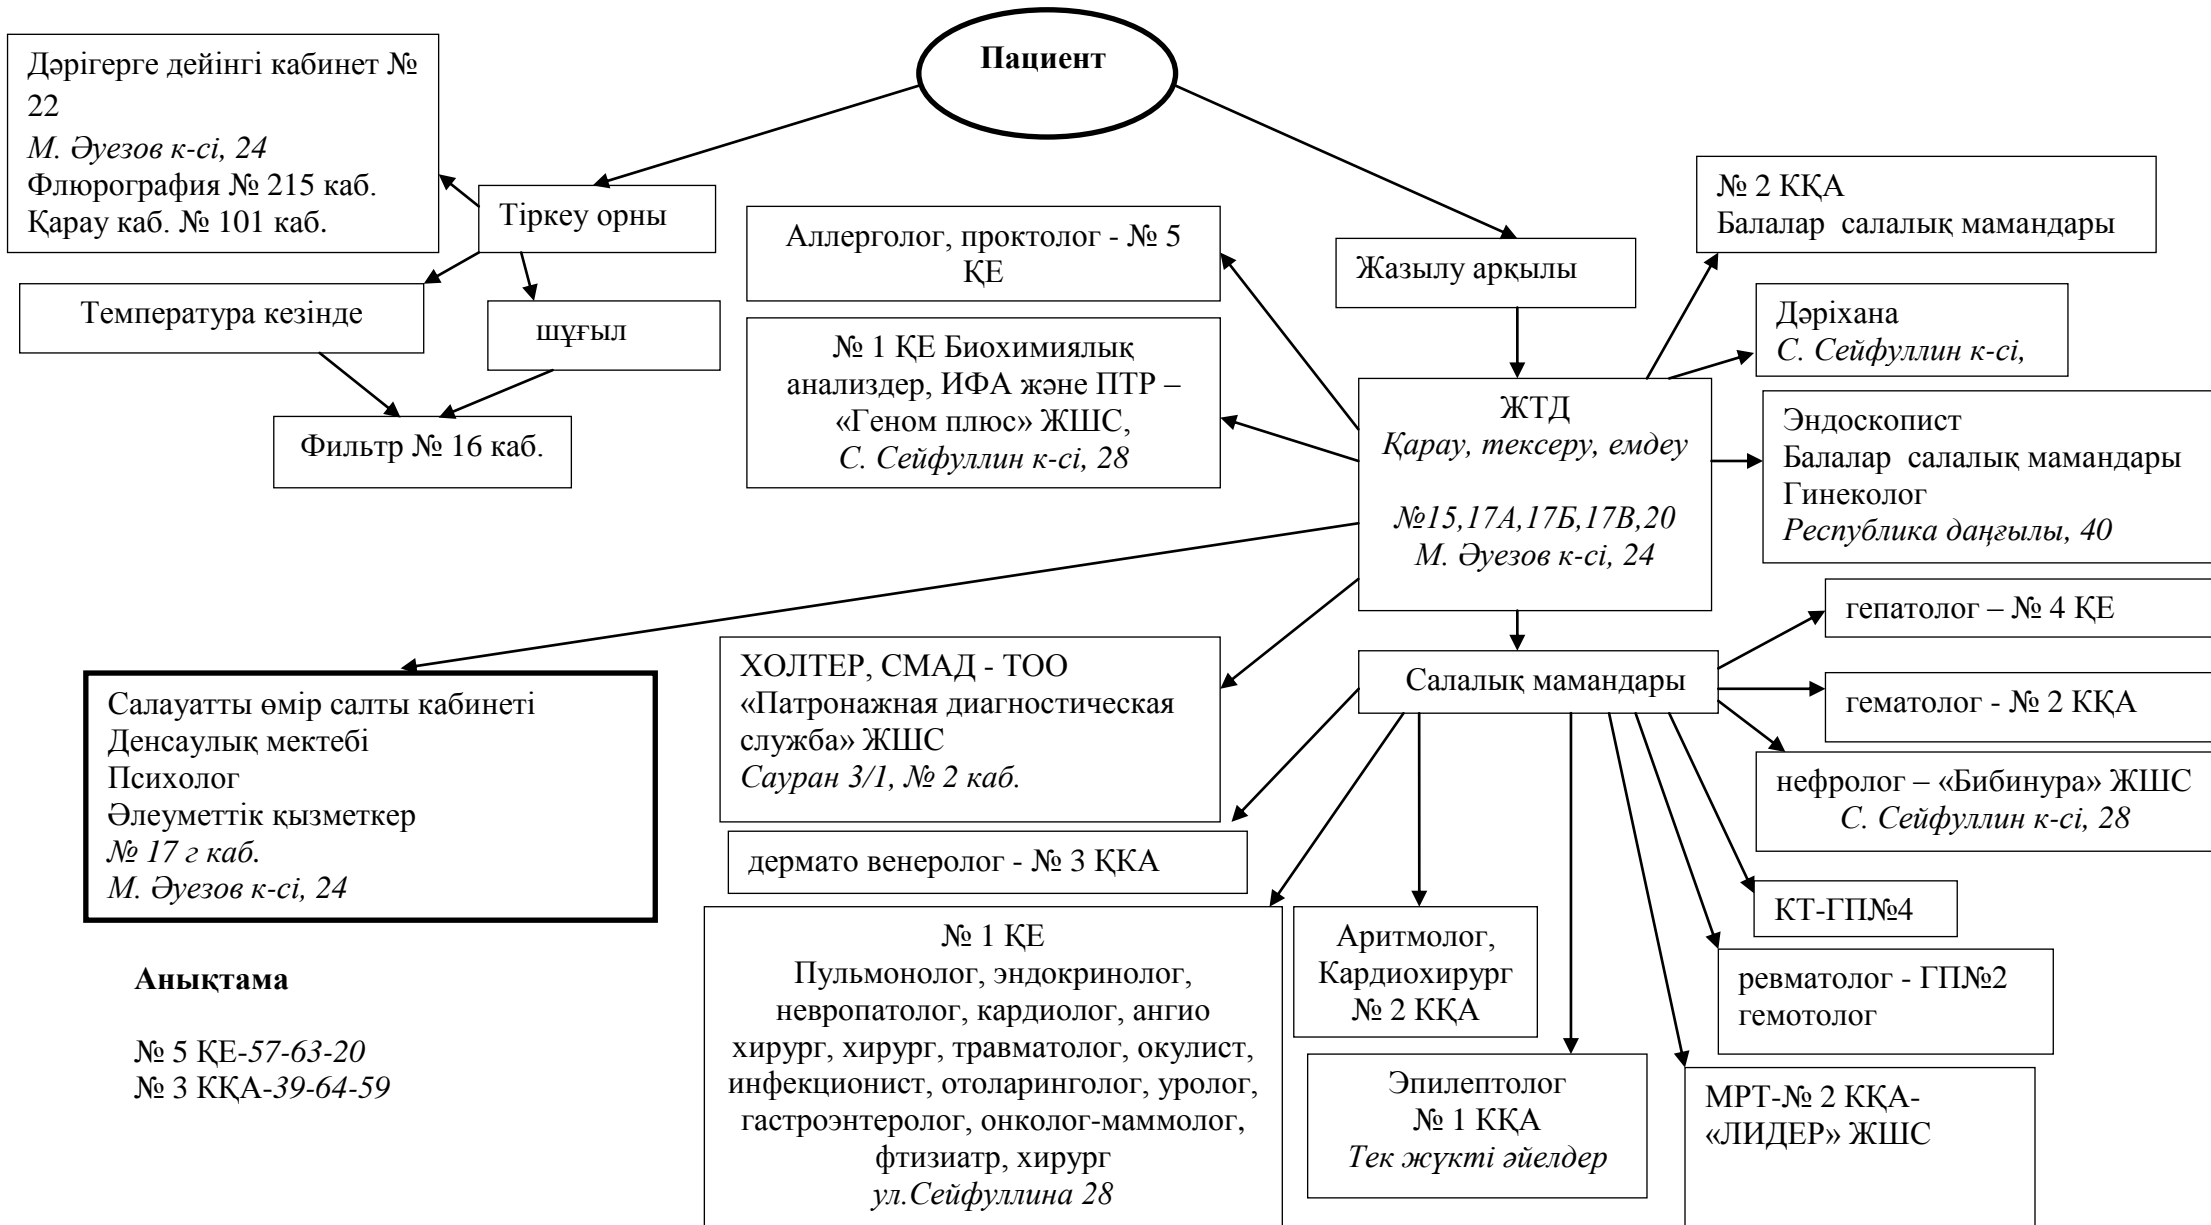 Пациент
Дәрігерге дейінгі кабинет №
22
М. Әуезов к-сі, 24
Флюрография № 215 каб.
Қарау каб. № 101 каб.
Тіркеу орны
Температура кезінде
шұғыл
Фильтр № 16 каб.
Аллерголог, проктолог - № 5
ҚЕ
№ 1 ҚЕ Биохимиялық
анализдер, ИФА және ПТР –
«Геном плюс» ЖШС,
С. Сейфуллин к-сі, 28
Жазылу арқылы
№ 2 КҚА
Балалар салалық мамандары
Дәріхана
С. Сейфуллин к-сі,
ЖТД
Қарау, тексеру, емдеу
№15,17А,17Б,17В,20
М. Әуезов к-сі, 24
Эндоскопист
Балалар салалық мамандары
Гинеколог
Республика даңғылы, 40
гепатолог – № 4 ҚЕ
Салалық мамандары
гематолог - № 2 КҚА
нефролог – «Бибинура» ЖШС
С. Сейфуллин к-сі, 28
ХОЛТЕР, СМАД - ТОО
«Патронажная диагностическая
служба» ЖШС
Сауран 3/1, № 2 каб.
Салауатты өмір салты кабинеті
Денсаулық мектебі
Психолог
Әлеуметтік қызметкер
№ 17 г каб.
М. Әуезов к-сі, 24
дермато венеролог - № 3 ҚКА
КТ-ГП№4
№ 1 ҚЕ
Пульмонолог, эндокринолог,
невропатолог, кардиолог, ангио
хирург, хирург, травматолог, окулист,
инфекционист, отоларинголог, уролог,
гастроэнтеролог, онколог-маммолог,
фтизиатр, хирург
ул.Сейфуллина 28
Аритмолог,
Кардиохирург
№ 2 КҚА
ревматолог - ГП№2
гемотолог
Эпилептолог
№ 1 КҚА
Тек жүкті әйелдер
МРТ-№ 2 КҚА-
«ЛИДЕР» ЖШС
Анықтама
№ 5 ҚЕ-57-63-20
№ 3 КҚА-39-64-59